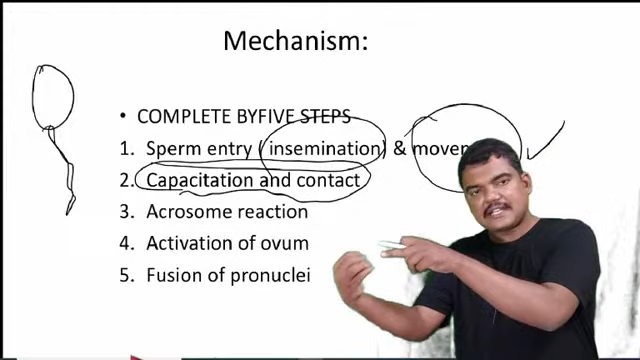 Mechanism:
• COMPLETE BYFIVE STEPS
1. Sperm entry ( insemination) & movem
2. Capacitation and contact
3. Acrosome reaction
4. Activation of ovum
5. Fusion of pronuclei